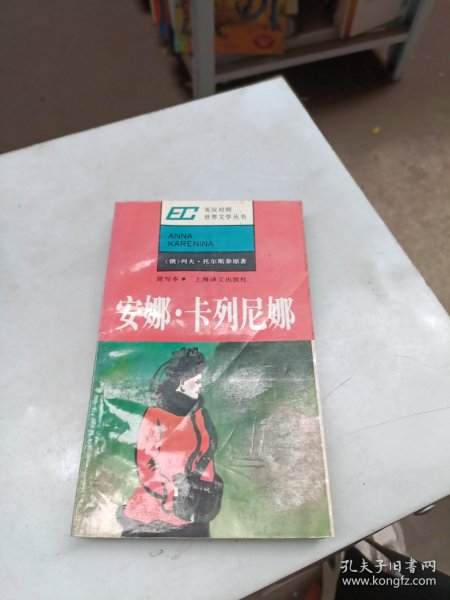 EC
英汉对照
世界文学丛书
ANNA
KARENINA
〔俄〕列夫·托尔斯泰原著
简写本 • 上海译文出版社
安娜·卡列尼娜
孔夫子旧书网
www.kongfz.com